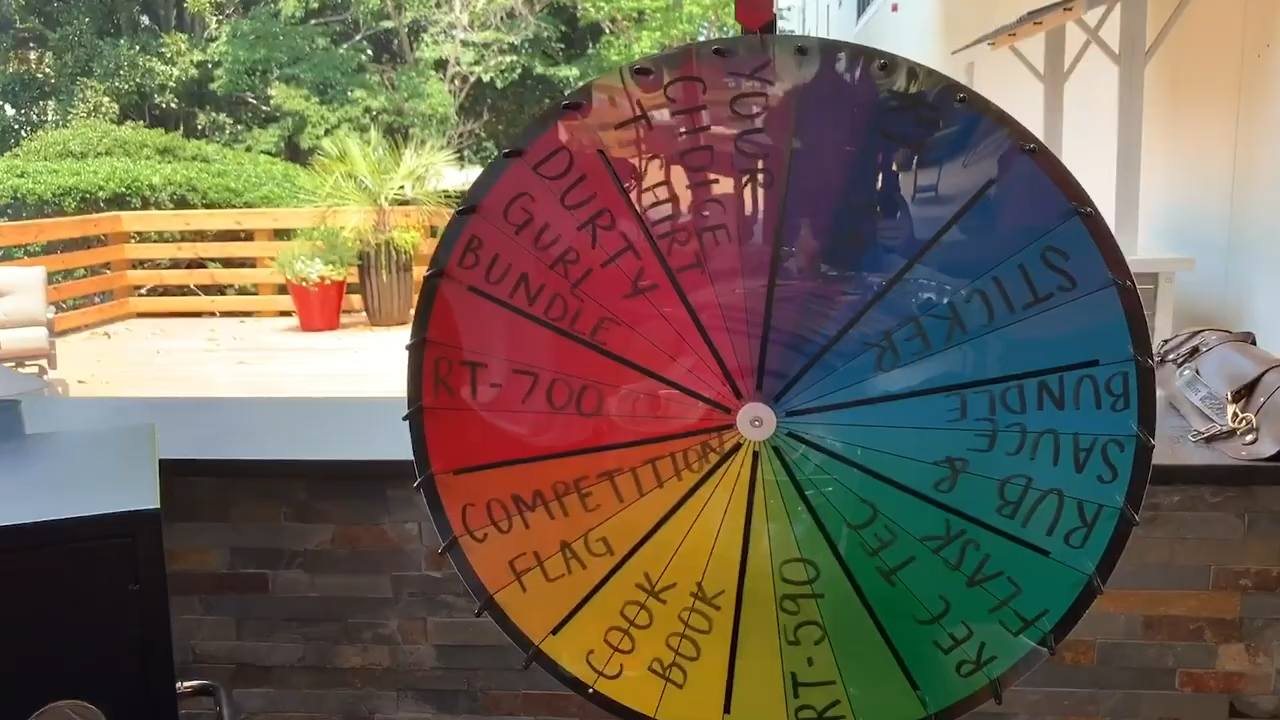 YOUR
CHOICE
T-SHIRT
DURTY
GURL
BUNDLE
RT-700
COMPETITION
FLAG
COOK
BOOK
RT-590
REC TEC
FLASK
RUB &
SAUCE
BUNDLE
STICKER